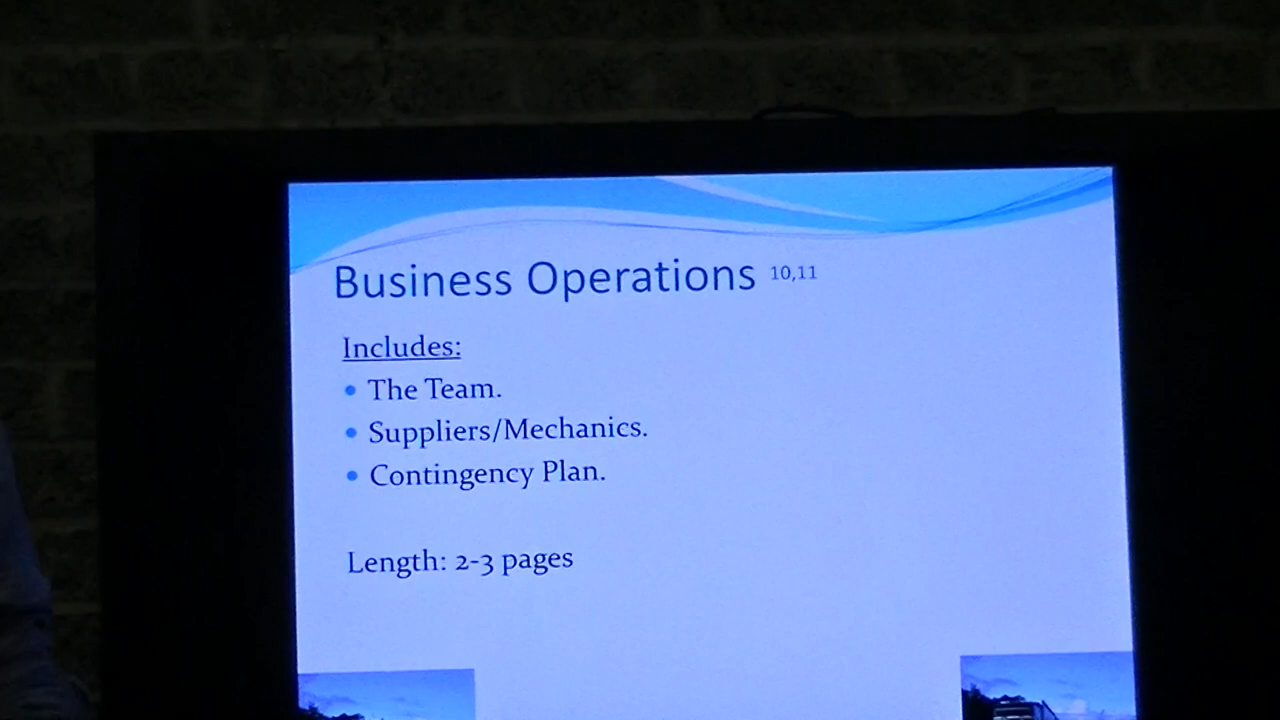 Business Operations 10,11
Includes:
• The Team.
• Suppliers/Mechanics.
• Contingency Plan.
Length: 2-3 pages